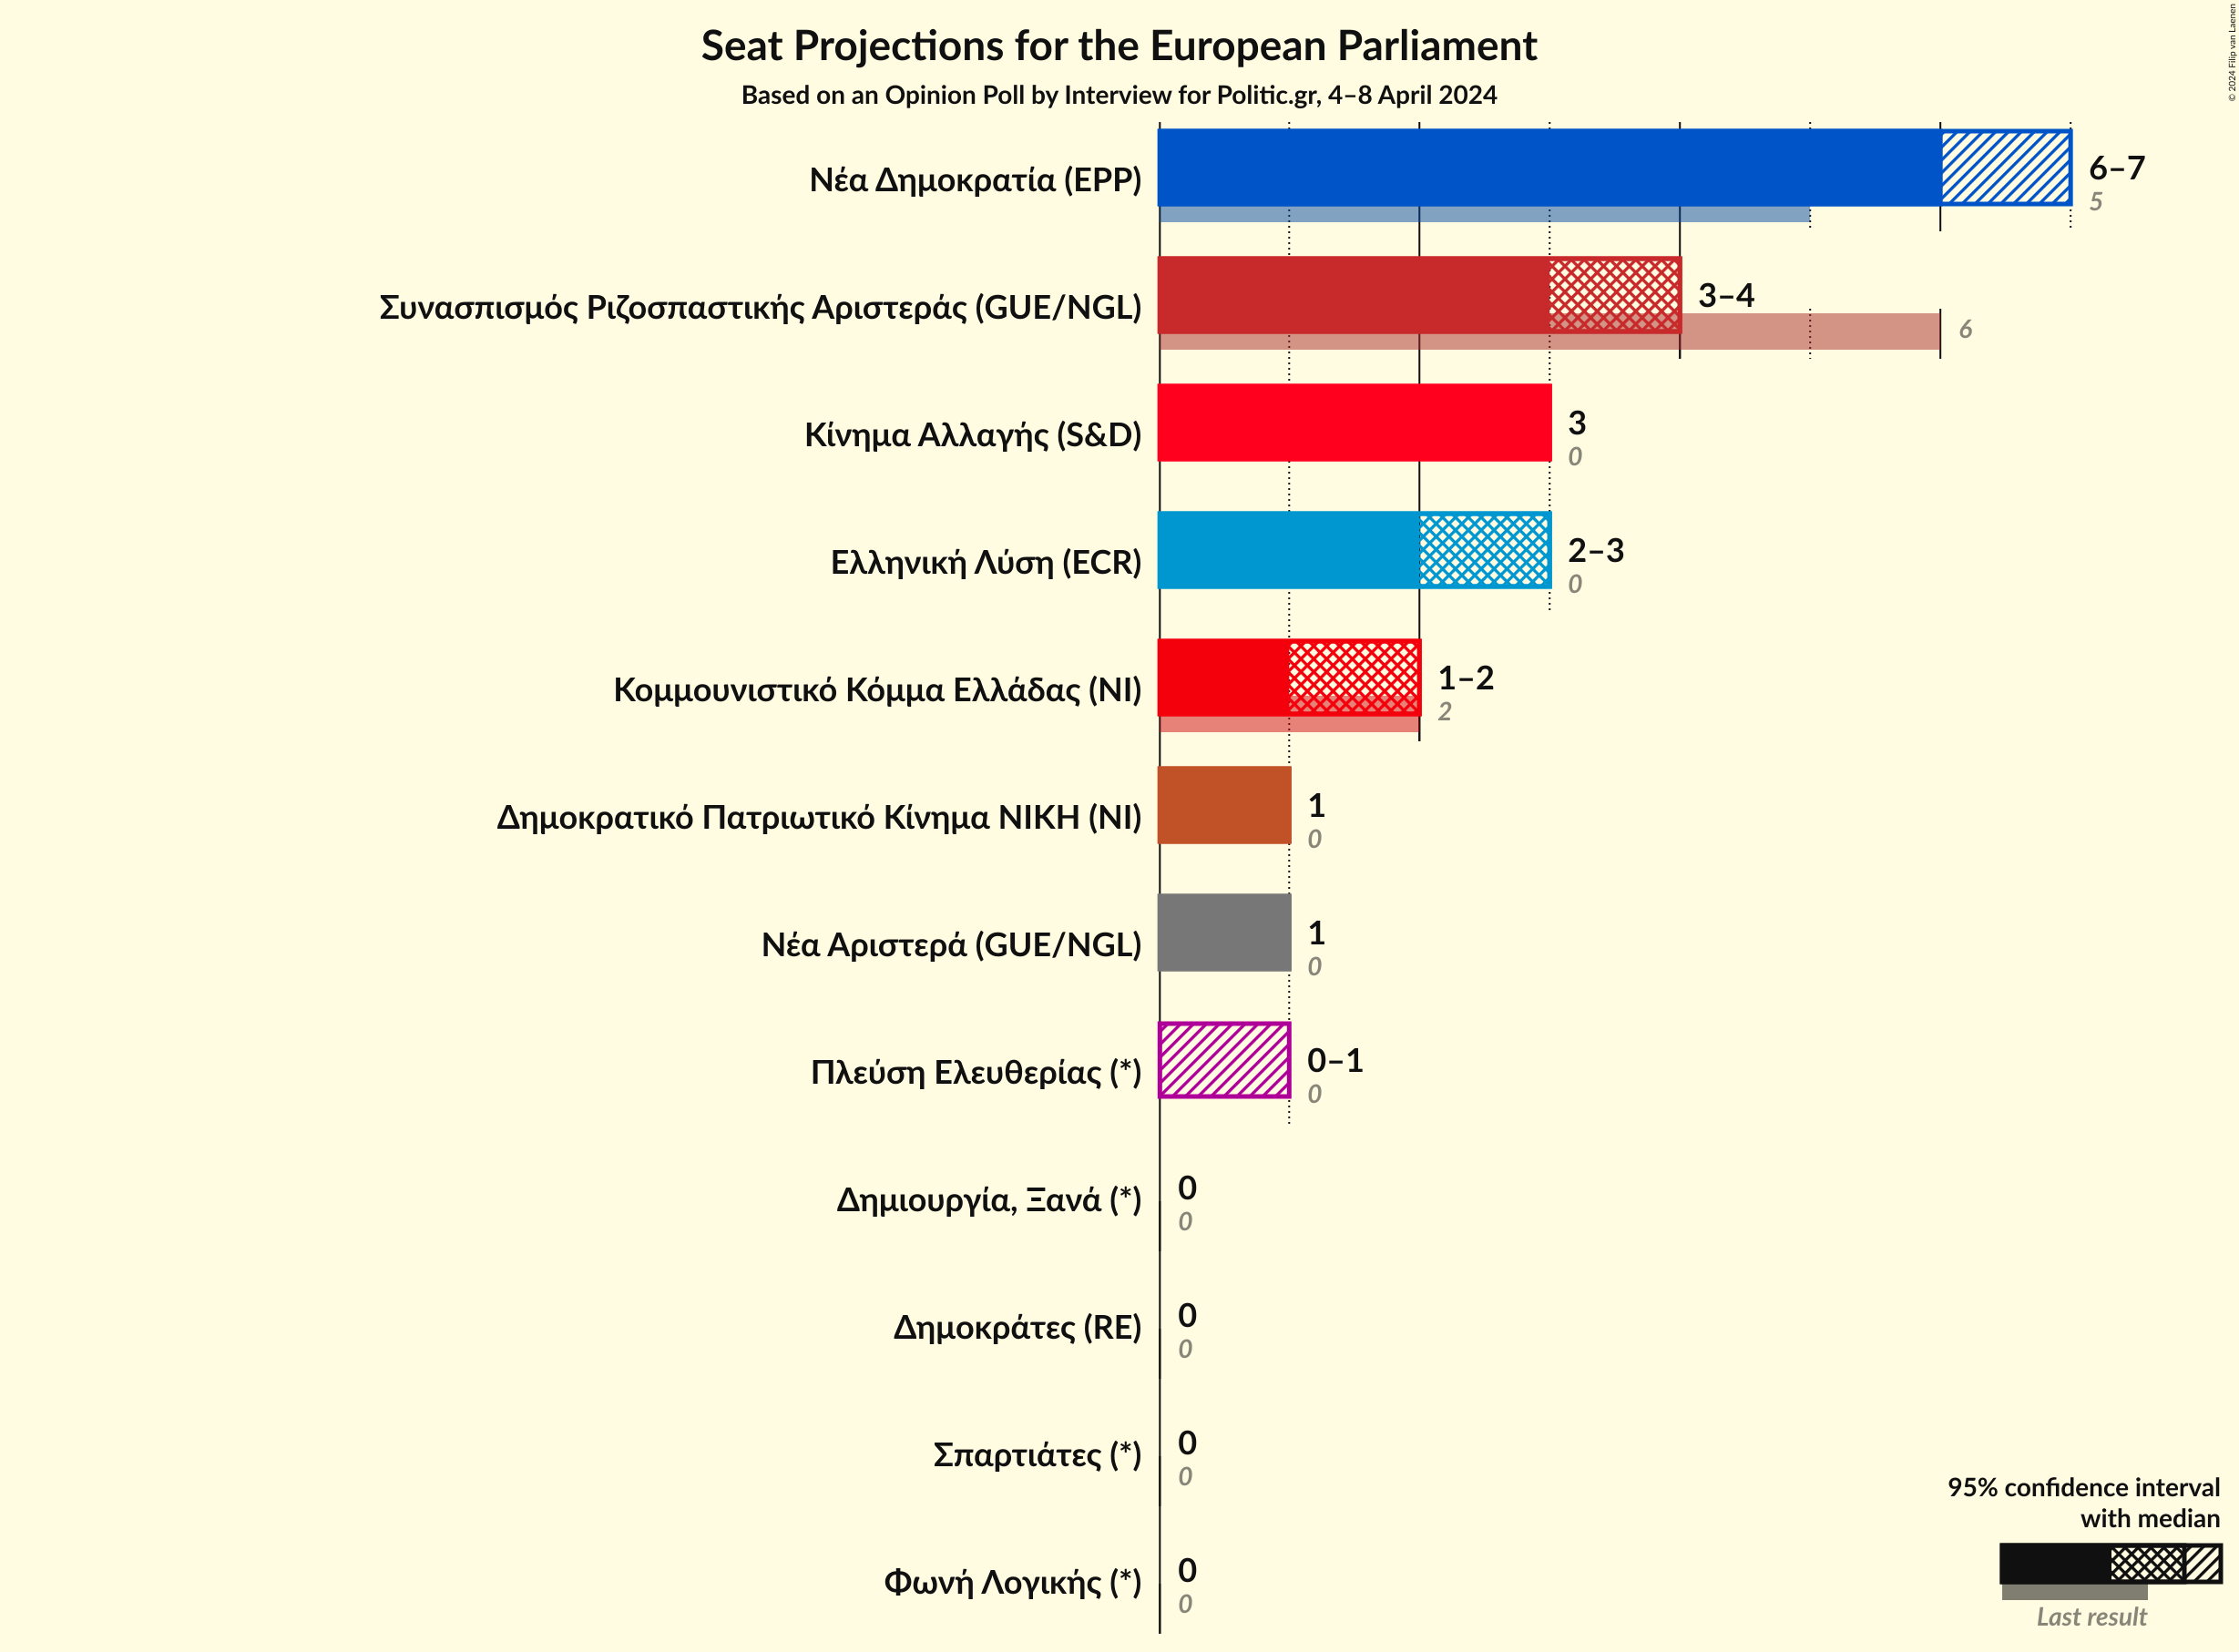 Seat Projections for the European Parliament
Based on an Opinion Poll by Interview for Politic.gr, 4–8 April 2024
© 2024 Filip van Laenen
Νέα Δημοκρατία (EPP)
6–7
5
Συνασπισμός Ριζοσπαστικής Αριστεράς (GUE/NGL)
3–4
6
Κίνημα Αλλαγής (S&D)
3
0
Ελληνική Λύση (ECR)
2–3
0
Κομμουνιστικό Κόμμα Ελλάδας (NI)
1–2
2
Δημοκρατικό Πατριωτικό Κίνημα ΝΙΚΗ (NI)
1
0
Νέα Αριστερά (GUE/NGL)
1
0
Πλεύση Ελευθερίας (*)
0–1
0
Δημιουργία, Ξανά (*)
0
0
Δημοκράτες (RE)
0
0
Σπαρτιάτες (*)
0
0
Φωνή Λογικής (*)
0
0
95% confidence interval
with median
Last result